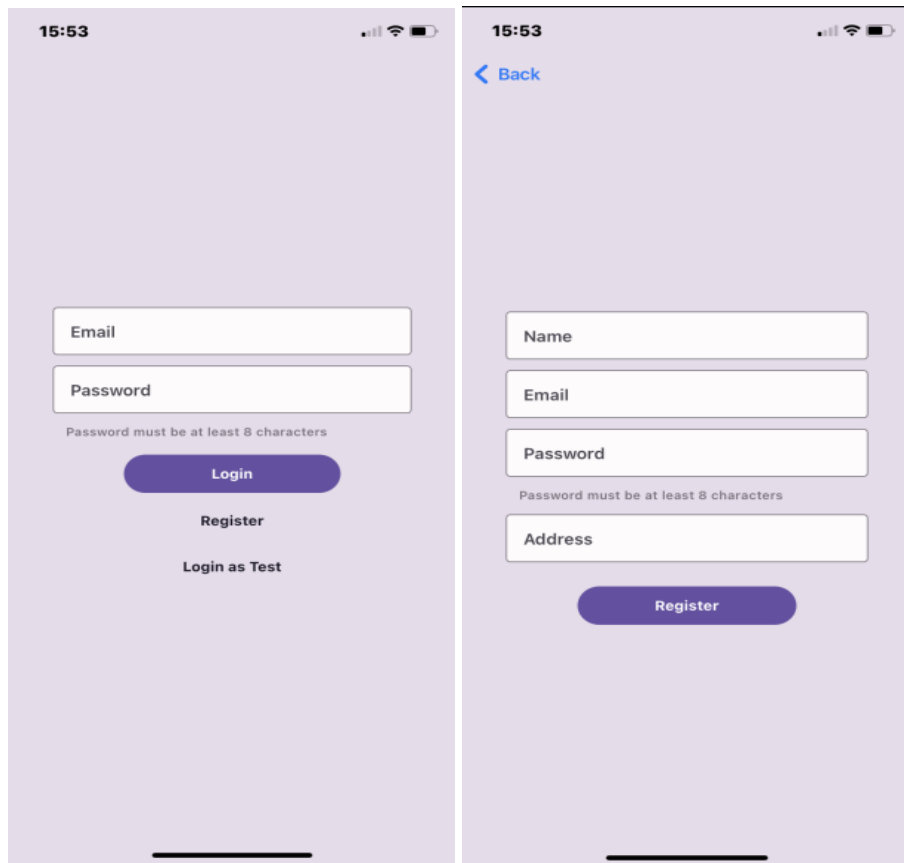 15:53
Email
Password
Password must be at least 8 characters
Login
Register
Login as Test
15:53
Back
Name
Email
Password
Password must be at least 8 characters
Address
Register